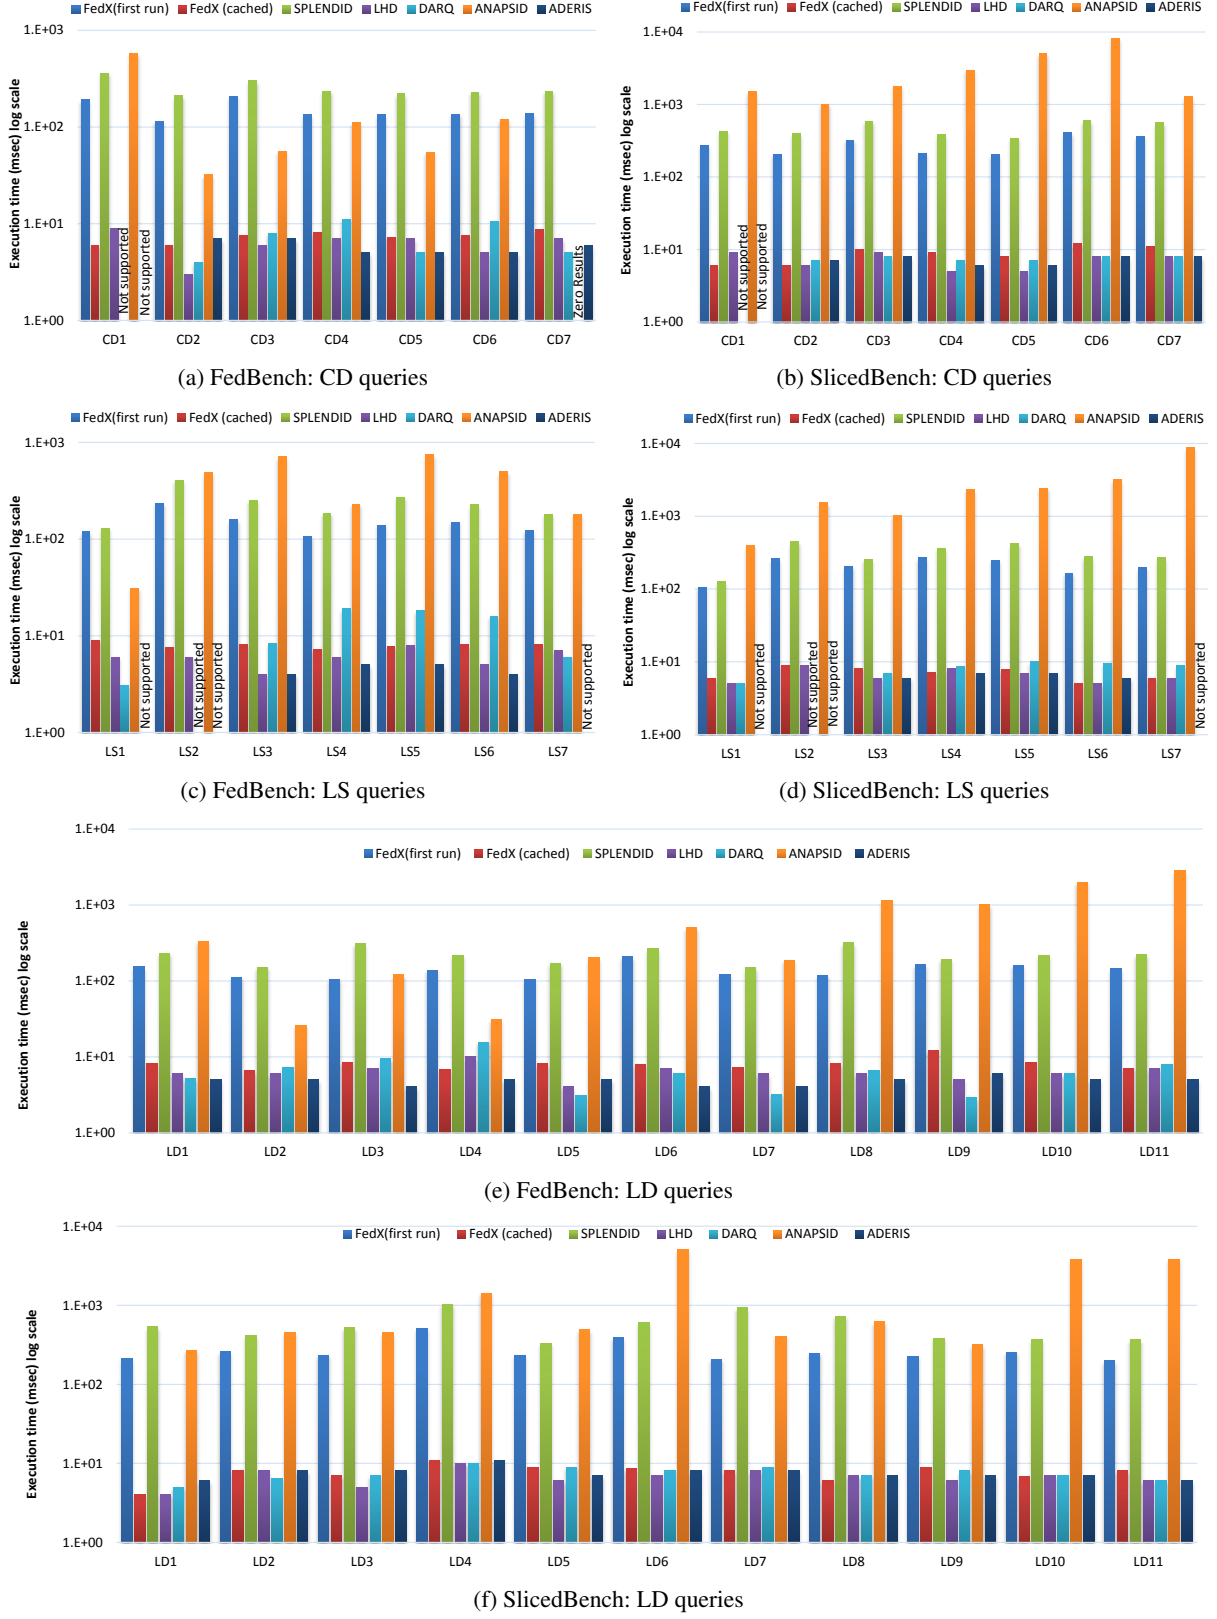 FedX(first run) FedX (cached) SPLENDID LHD DARQ ANAPSID ADERIS
1.E+03
1.E+02
1.E+01
1.E+00
Execution time (msec) log scale
Not supported
Not supported
Zero Results
CD1 CD2 CD3 CD4 CD5 CD6 CD7
(a) FedBench: CD queries
FedX(first run) FedX (cached) SPLENDID LHD DARQ ANAPSID ADERIS
1.E+04
1.E+03
1.E+02
1.E+01
1.E+00
Execution time (msec) log scale
Not supported
Not supported
CD1 CD2 CD3 CD4 CD5 CD6 CD7
(b) SlicedBench: CD queries
FedX(first run) FedX (cached) SPLENDID LHD DARQ ANAPSID ADERIS
1.E+03
1.E+02
1.E+01
1.E+00
Execution time (msec) log scale
Not supported
Not supported
Not supported
Not supported
LS1 LS2 LS3 LS4 LS5 LS6 LS7
(c) FedBench: LS queries
FedX(first run) FedX (cached) SPLENDID LHD DARQ ANAPSID ADERIS
1.E+04
1.E+03
1.E+02
1.E+01
1.E+00
Execution time (msec) log scale
Not supported
Not supported
Not supported
Not supported
LS1 LS2 LS3 LS4 LS5 LS6 LS7
(d) SlicedBench: LS queries
1.E+04
1.E+03
1.E+02
1.E+01
1.E+00
Execution time (msec) log scale
FedX(first run) FedX (cached) SPLENDID LHD DARQ ANAPSID ADERIS
LD1 LD2 LD3 LD4 LD5 LD6 LD7 LD8 LD9 LD10 LD11
(e) FedBench: LD queries
1.E+04
1.E+03
1.E+02
1.E+01
1.E+00
Execution time (msec) log scale
FedX(first run) FedX (cached) SPLENDID LHD DARQ ANAPSID ADERIS
LD1 LD2 LD3 LD4 LD5 LD6 LD7 LD8 LD9 LD10 LD11
(f) SlicedBench: LD queries